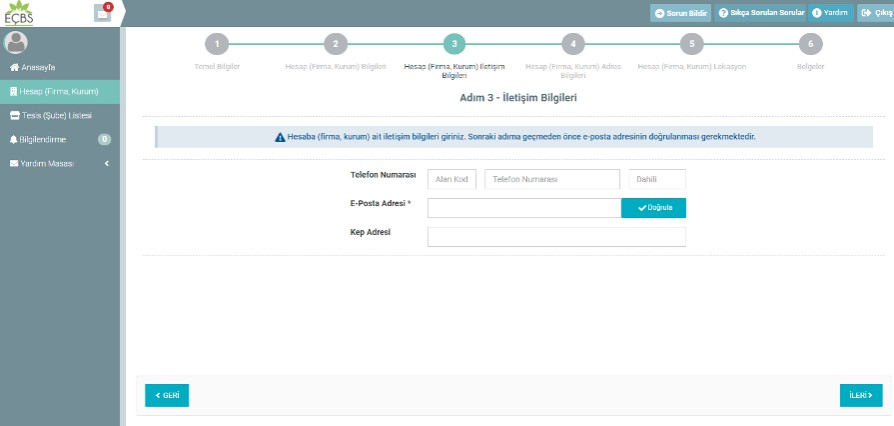 EÇBS
0
Sorun Bildir
Sıkça Sorulan Sorular
Yardım
Çıkış
Anasayfa
Hesap (Firma, Kurum)
Tesis (Şube) Listesi
Bilgilendirme 0
Yardım Masası
1 2 3 4 5 6
Temel Bilgiler
Hesap (Firma, Kurum) Bilgileri
Hesap (Firma, Kurum) İletişim
Bilgileri
Hesap (Firma, Kurum) Adres
Bilgileri
Hesap (Firma, Kurum) Lokasyon
Belgeler
Adım 3 - İletişim Bilgileri
Hesaba (firma, kurum) ait iletişim bilgileri giriniz. Sonraki adıma geçmeden önce e-posta adresinin doğrulanması gerekmektedir.
Telefon Numarası Alan Kod Telefon Numarası Dahili
E-Posta Adresi * Doğrula
Kep Adresi
GERİ
İLERİ